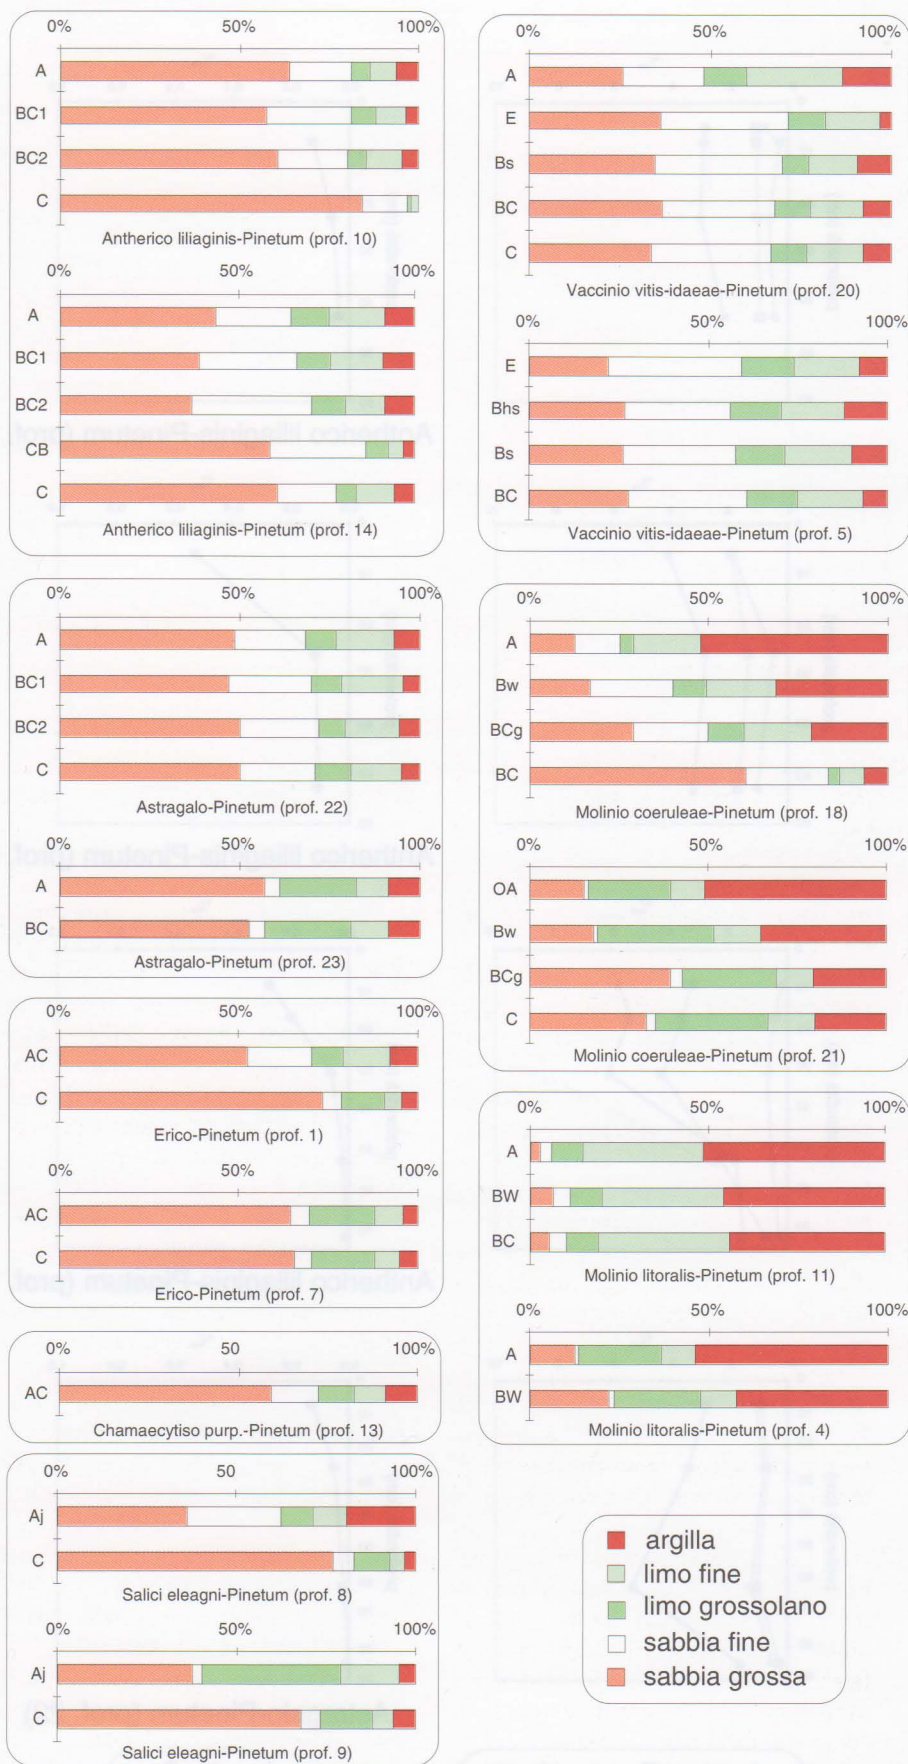 0% 50% 100%
A
BC1
BC2
C
Antherico liliaginis-Pinetum (prof. 10)
0% 50% 100%
A
BC1
BC2
CB
C
Antherico liliaginis-Pinetum (prof. 14)
0% 50% 100%
A
BC1
BC2
C
Astragalo-Pinetum (prof. 22)
0% 50% 100%
A
BC
Astragalo-Pinetum (prof. 23)
0% 50% 100%
AC
C
Erico-Pinetum (prof. 1)
0% 50% 100%
AC
C
Erico-Pinetum (prof. 7)
0% 50 100%
AC
Chamaecytiso purp.-Pinetum (prof. 13)
0% 50 100%
Aj
C
Salici eleagni-Pinetum (prof. 8)
0% 50% 100%
Aj
C
Salici eleagni-Pinetum (prof. 9)
0% 50% 100%
A
E
Bs
BC
C
Vaccinio vitis-idaeae-Pinetum (prof. 20)
0% 50% 100%
E
Bhs
Bs
BC
Vaccinio vitis-idaeae-Pinetum (prof. 5)
0% 50% 100%
A
Bw
BCg
BC
Molinio coeruleae-Pinetum (prof. 18)
0% 50% 100%
OA
Bw
BCg
C
Molinio coeruleae-Pinetum (prof. 21)
0% 50% 100%
A
BW
BC
Molinio litoralis-Pinetum (prof. 11)
0% 50% 100%
A
BW
Molinio litoralis-Pinetum (prof. 4)
argilla
limo fine
limo grossolano
sabbia fine
sabbia grossa